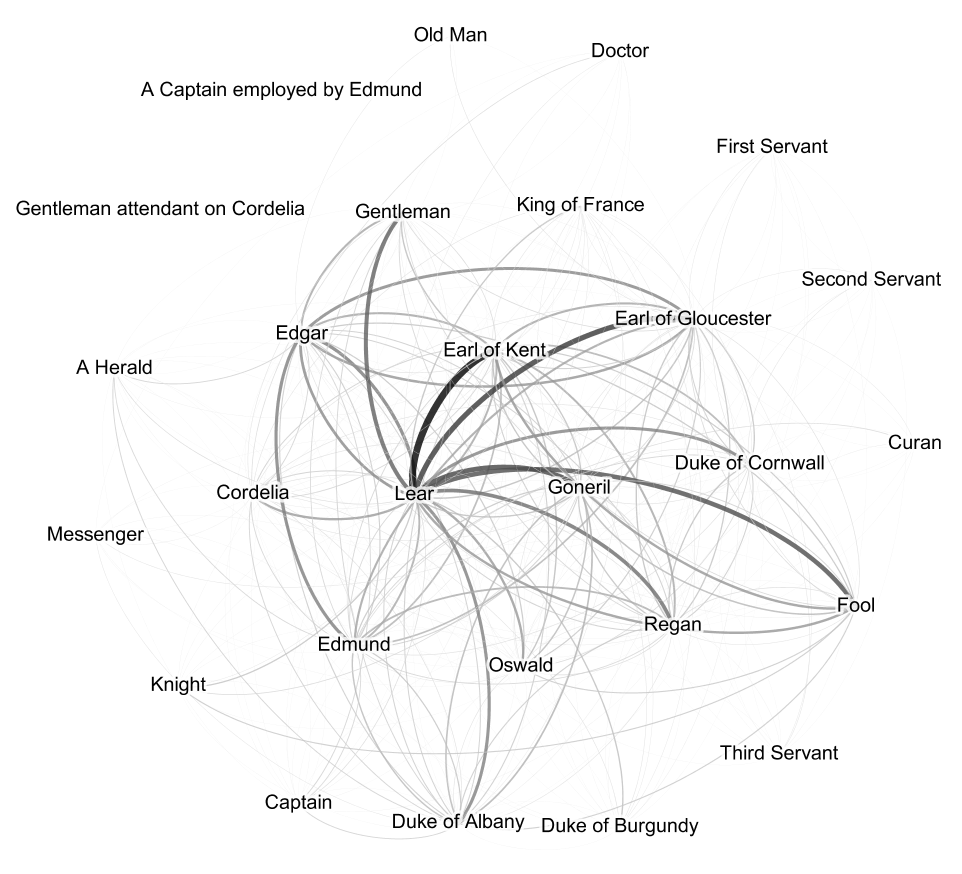 Old Man
Doctor
A Captain employed by Edmund
First Servant
Gentleman attendant on Cordelia
Gentleman
King of France
Second Servant
Earl of Gloucester
Edgar
Earl of Kent
A Herald
Curan
Duke of Cornwall
Cordelia
Lear
Goneril
Messenger
Fool
Regan
Edmund
Oswald
Knight
Third Servant
Captain
Duke of Albany
Duke of Burgundy